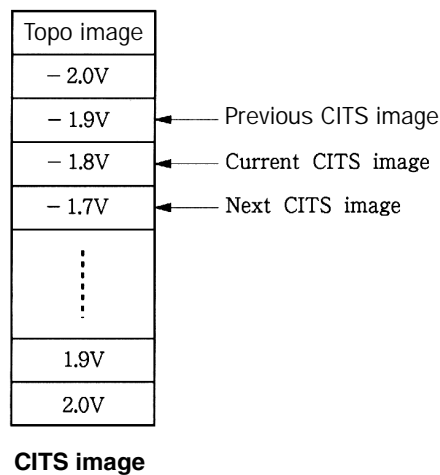 Topo image
− 2.0V
− 1.9V Previous CITS image
− 1.8V Current CITS image
− 1.7V Next CITS image
1.9V
2.0V
CITS image